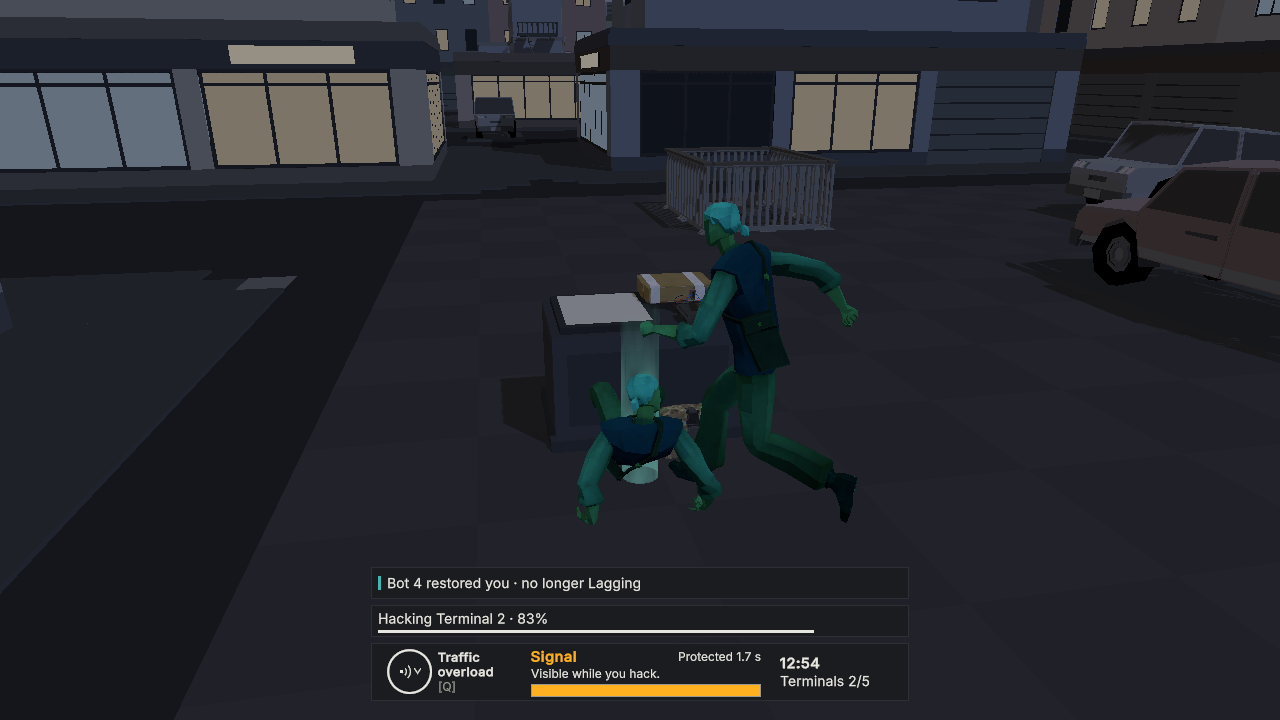 Bot 4 restored you · no longer Lagging
Hacking Terminal 2 · 83%
Traffic overload
[Q]
Signal
Protected 1.7 s
Visible while you hack.
12:54
Terminals 2/5